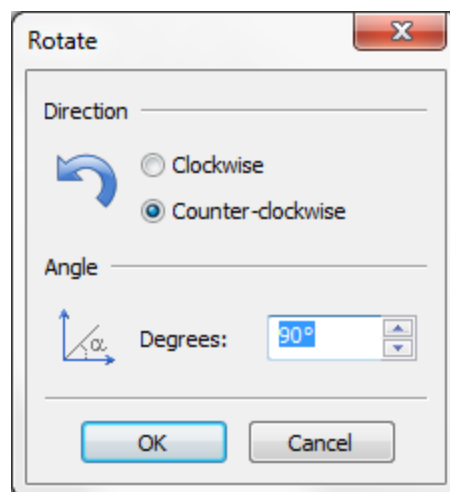 Rotate
Direction
Clockwise
Counter-clockwise
Angle
α
Degrees: 90°
OK Cancel